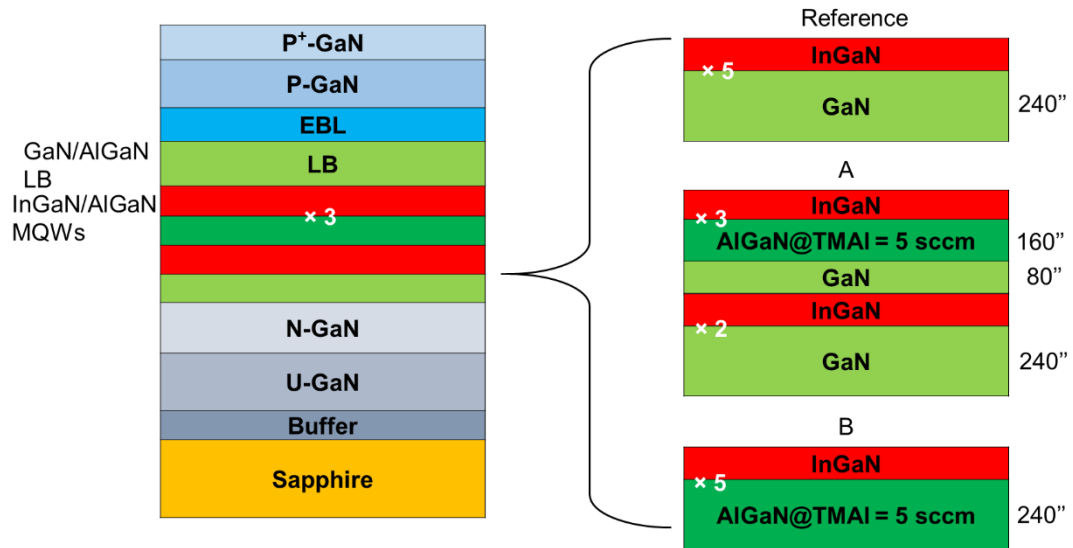 P⁺-GaN
P-GaN
EBL
LB
GaN/AlGaN
LB
InGaN/AlGaN
MQWs
× 3
N-GaN
U-GaN
Buffer
Sapphire
Reference
InGaN
× 5
GaN
240”
A
InGaN
× 3
AlGaN@TMAl = 5 sccm
160”
GaN
80”
InGaN
× 2
GaN
240”
B
InGaN
× 5
AlGaN@TMAl = 5 sccm
240”